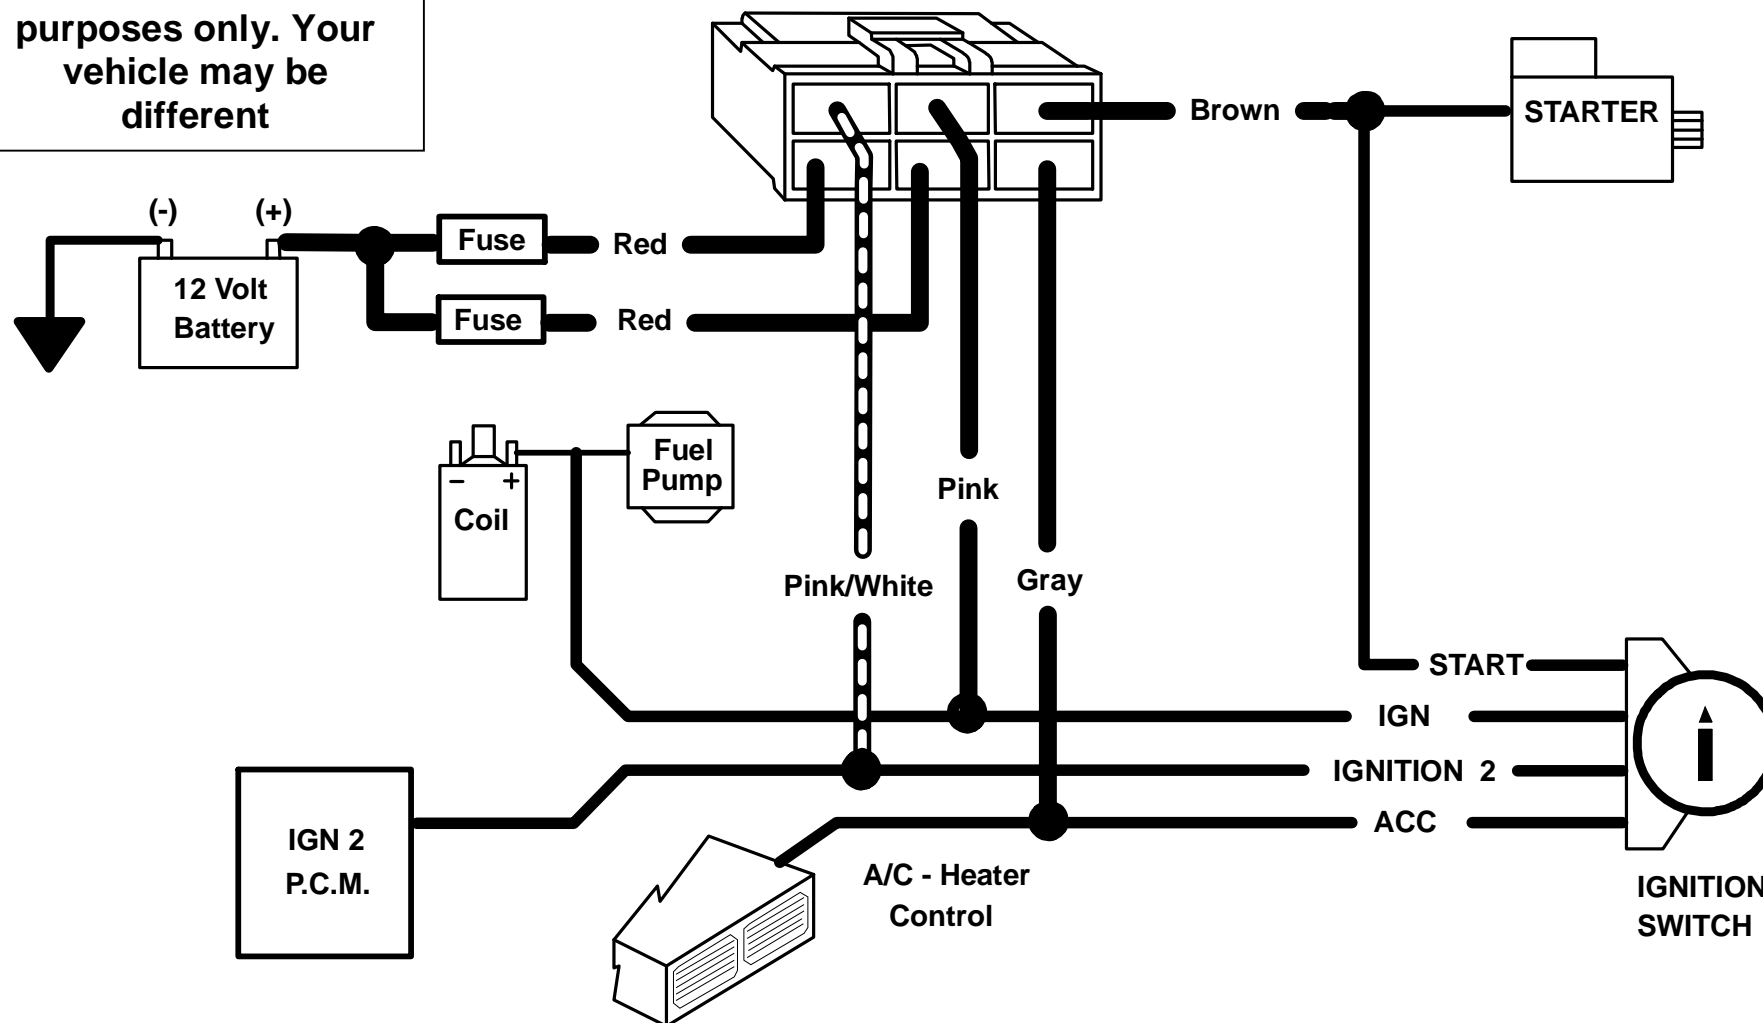 purposes only. Your
vehicle may be
different
Brown
STARTER
(-)
(+)
Fuse
Red
12 Volt
Battery
Fuse
Red
Fuel
Pump
− +
Coil
Pink
Pink/White
Gray
START
IGN
IGNITION 2
ACC
IGN 2
P.C.M.
A/C - Heater
Control
IGNITION
SWITCH